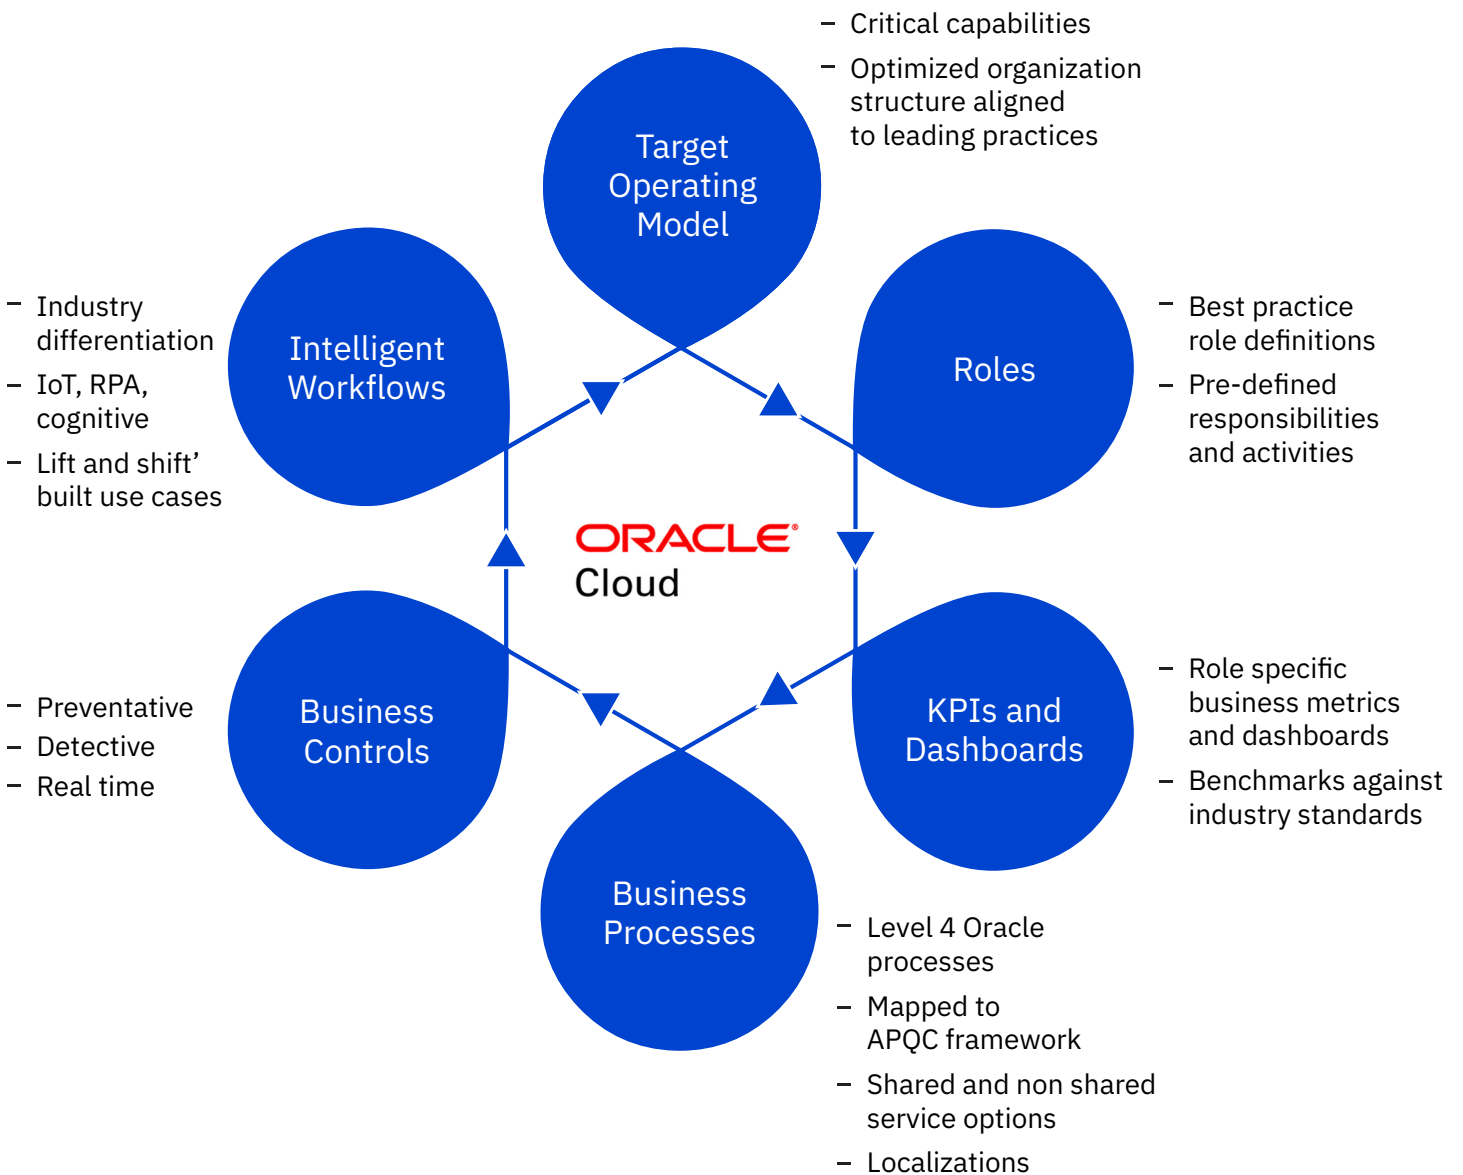 – Critical capabilities
– Optimized organization
structure aligned
to leading practices
Target
Operating
Model
Roles
– Best practice
role definitions
– Pre-defined
responsibilities
and activities
KPIs and
Dashboards
– Role specific
business metrics
and dashboards
– Benchmarks against
industry standards
Business
Processes
– Level 4 Oracle
processes
– Mapped to
APQC framework
– Shared and non shared
service options
– Localizations
Business
Controls
– Preventative
– Detective
– Real time
Intelligent
Workflows
– Industry
differentiation
– IoT, RPA,
cognitive
– Lift and shift’
built use cases
ORACLE®
Cloud